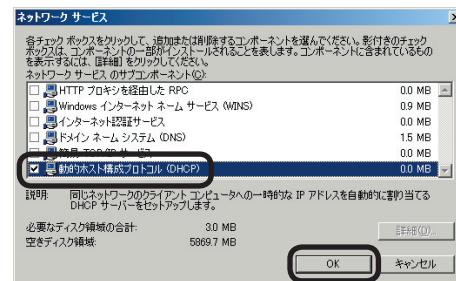 ネットワーク サービス
各チェック ボックスをクリックして、追加または削除するコンポーネントを選んでください。影付きのチェック
ボックスは、コンポーネントの一部がインストールされることを表します。コンポーネントに含まれているもの
を表示するには、[詳細] をクリックしてください。
ネットワーク サービス のサブコンポーネント(C):
HTTP プロキシを経由した RPC 0.0 MB
Windows インターネット ネーム サービス (WINS) 0.9 MB
インターネット認証サービス 0.0 MB
ドメイン ネーム システム (DNS) 1.5 MB
簡易 TCP/IP サービス 0.0 MB
動的ホスト構成プロトコル (DHCP) 0.0 MB
説明: 同じネットワークのクライアント コンピュータへの一時的な IP アドレスを自動的に割り当てる
DHCP サーバーをセットアップします。
必要なディスク領域の合計: 3.0 MB
空きディスク領域: 5869.7 MB
詳細(D)...
OK キャンセル